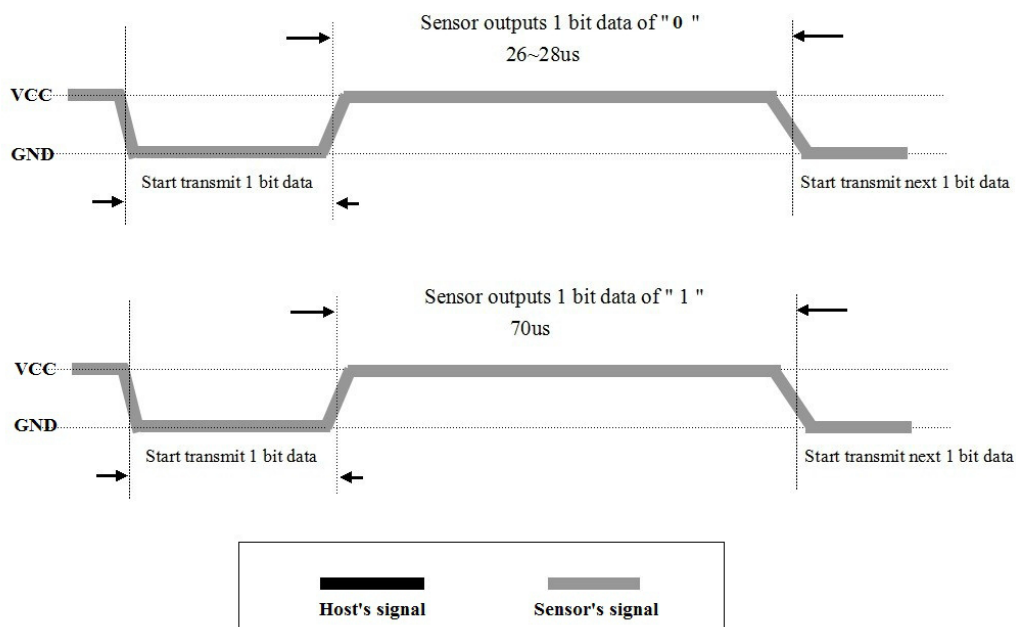 Sensor outputs 1 bit data of " 0 "
26~28us
VCC
GND
Start transmit 1 bit data
Start transmit next 1 bit data
Sensor outputs 1 bit data of " 1 "
70us
VCC
GND
Start transmit 1 bit data
Start transmit next 1 bit data
Host's signal
Sensor's signal